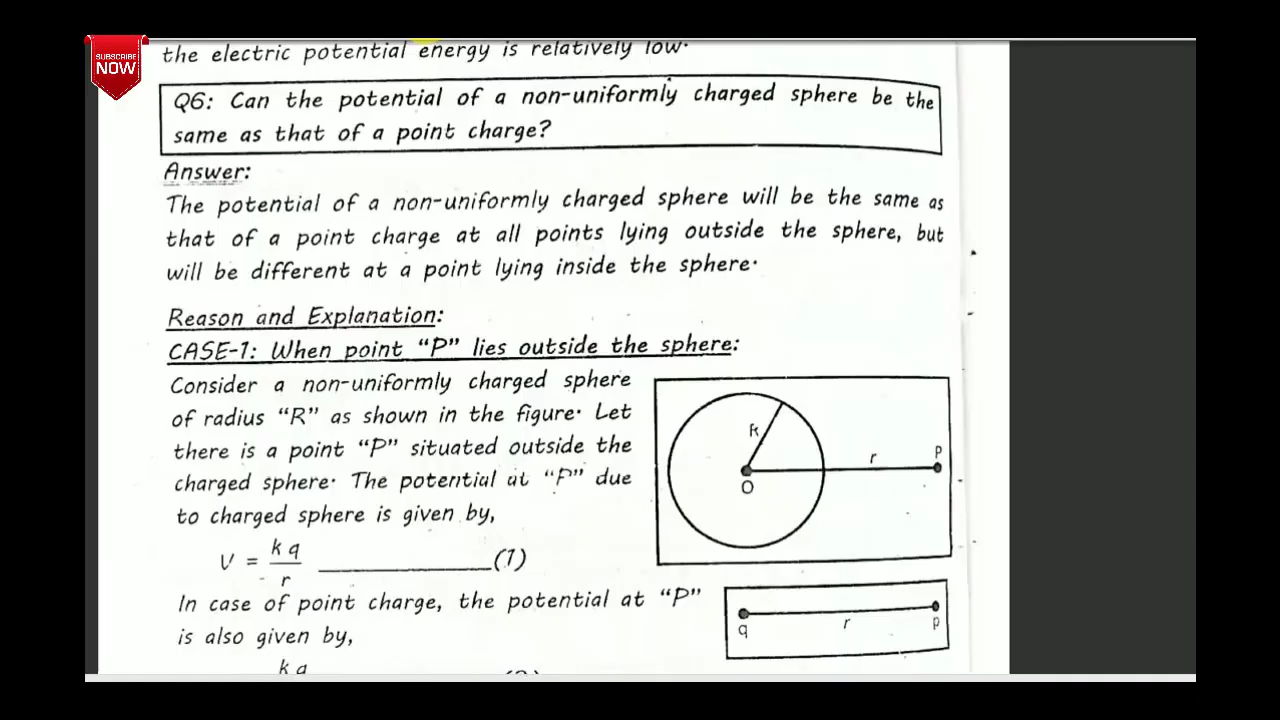 SUBSCRIBE
NOW
the electric potential energy is relatively low.
Q6: Can the potential of a non-uniformly charged sphere be the
same as that of a point charge?
Answer:
The potential of a non-uniformly charged sphere will be the same as
that of a point charge at all points lying outside the sphere, but
will be different at a point lying inside the sphere.
Reason and Explanation:
CASE-1: When point "P" lies outside the sphere:
Consider a non-uniformly charged sphere
of radius "R" as shown in the figure. Let
there is a point "P" situated outside the
charged sphere. The potential at "P" due
to charged sphere is given by,
V = kq/r ________(1)
R
r
P
O
In case of point charge, the potential at "P"
is also given by,
q
r
P
kq